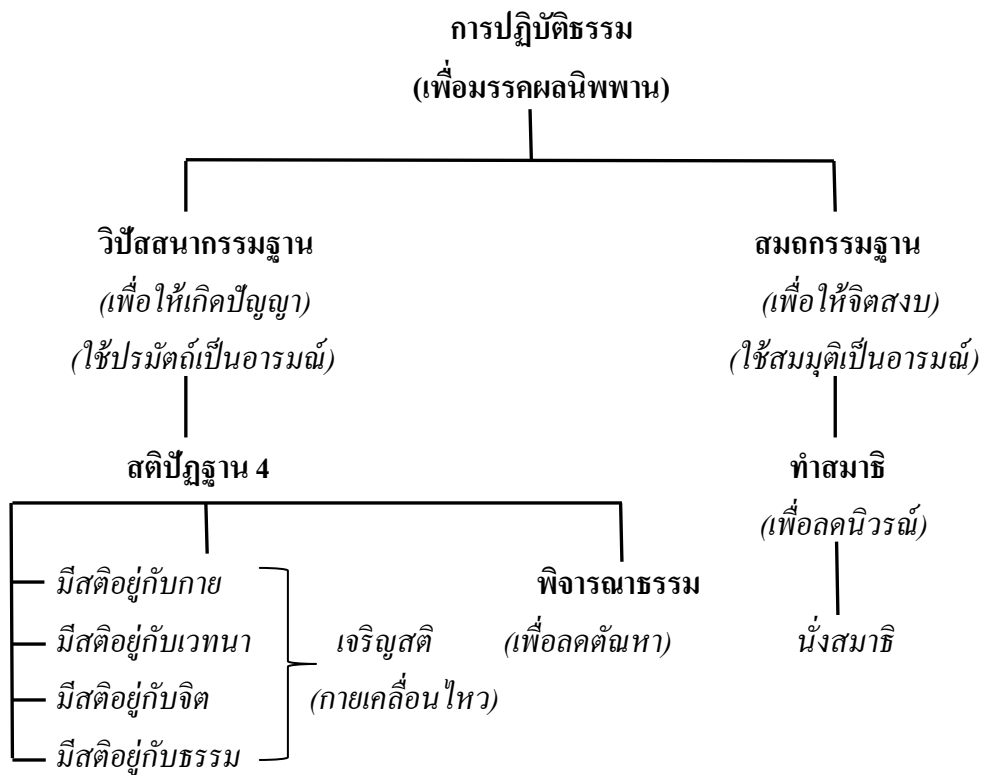 การปฏิบัติธรรม
(เพื่อมรรคผลนิพพาน)
วิปัสสนากรรมฐาน
(เพื่อให้เกิดปัญญา)
(ใช้ปรมัตถ์เป็นอารมณ์)
สมถกรรมฐาน
(เพื่อให้จิตสงบ)
(ใช้สมมุติเป็นอารมณ์)
สติปัฏฐาน 4
ทำสมาธิ
(เพื่อลดนิวรณ์)
มีสติอยู่กับกาย
มีสติอยู่กับเวทนา
มีสติอยู่กับจิต
มีสติอยู่กับธรรม
เจริญสติ
(กายเคลื่อนไหว)
พิจารณาธรรม
(เพื่อลดตัณหา)
นั่งสมาธิ